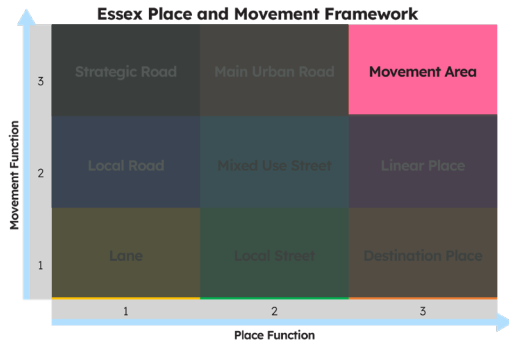 Essex Place and Movement Framework
Movement Function
3
Strategic Road
Main Urban Road
Movement Area
2
Local Road
Mixed Use Street
Linear Place
1
Lane
Local Street
Destination Place
1
2
3
Place Function